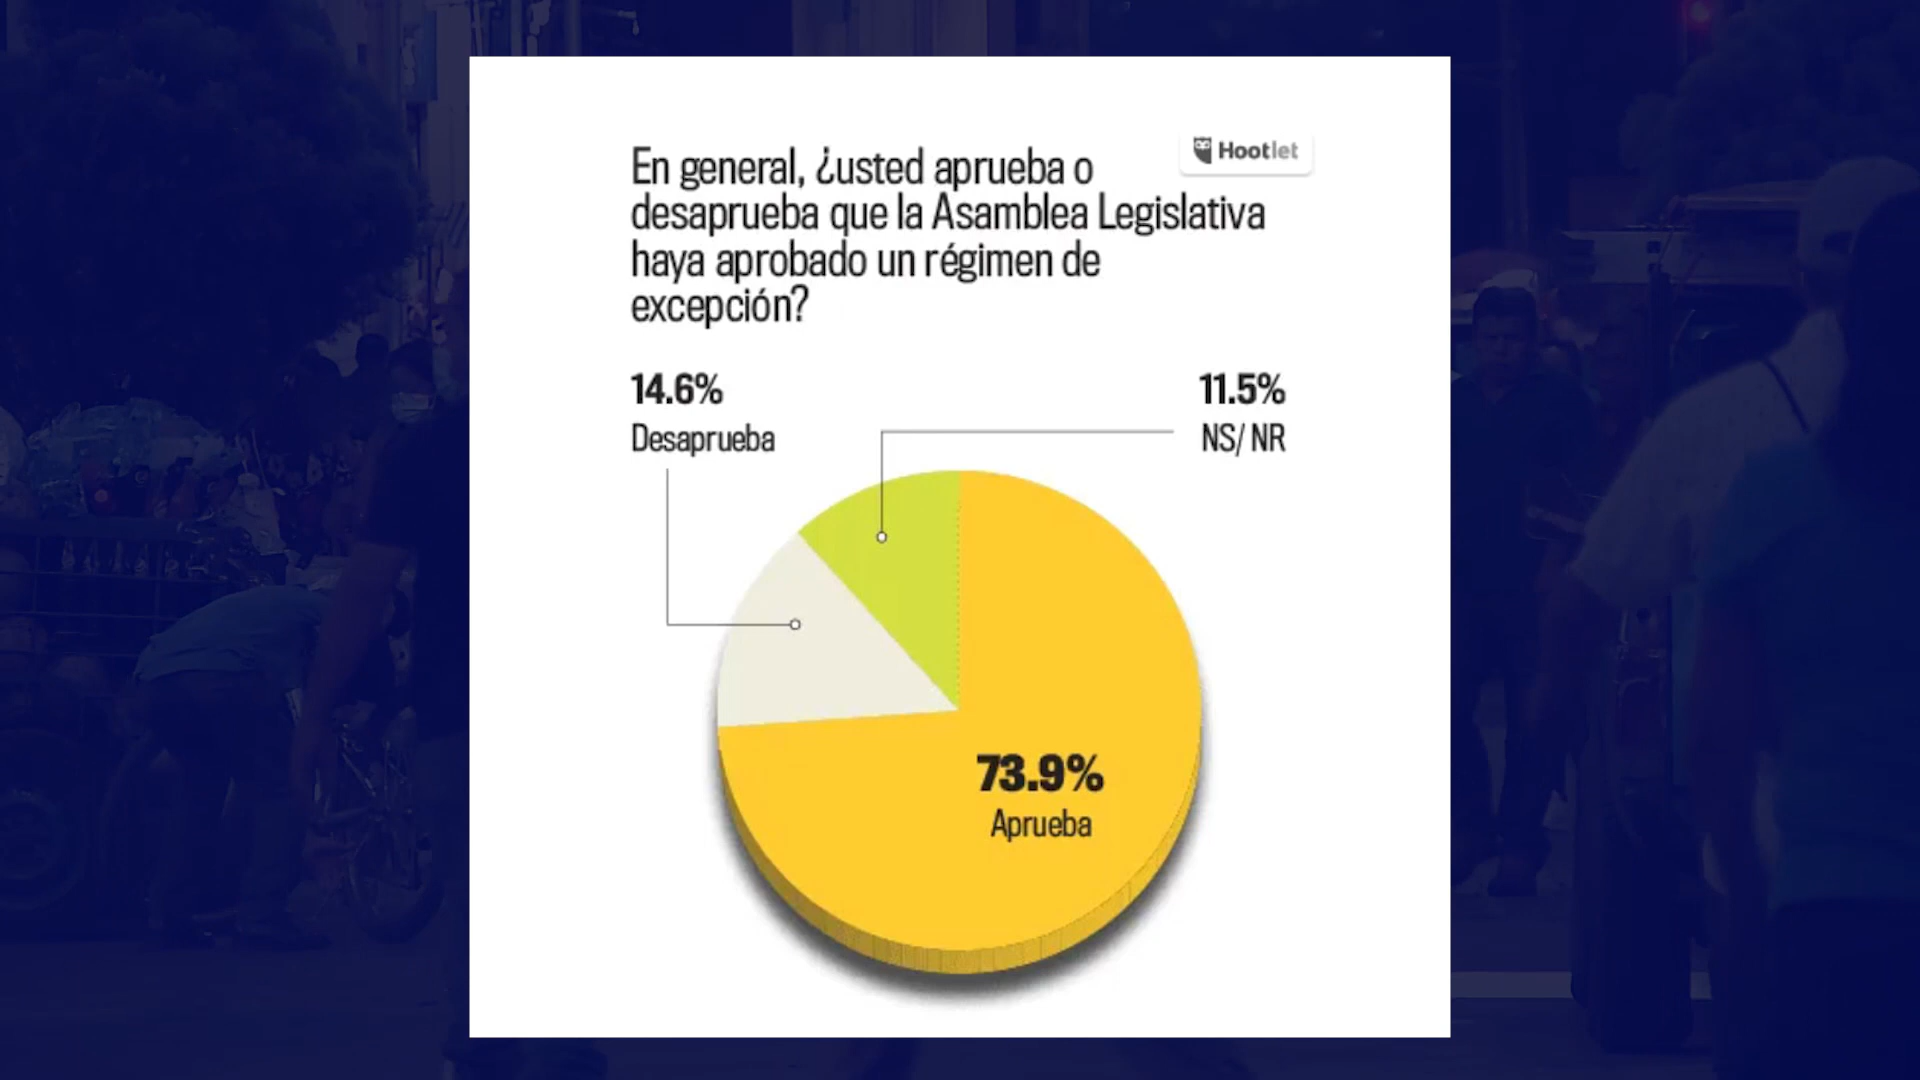 En general, ¿usted aprueba o
desaprueba que la Asamblea Legislativa
haya aprobado un régimen de
excepción?
Hootlet
14.6%
Desaprueba
11.5%
NS/ NR
73.9%
Aprueba